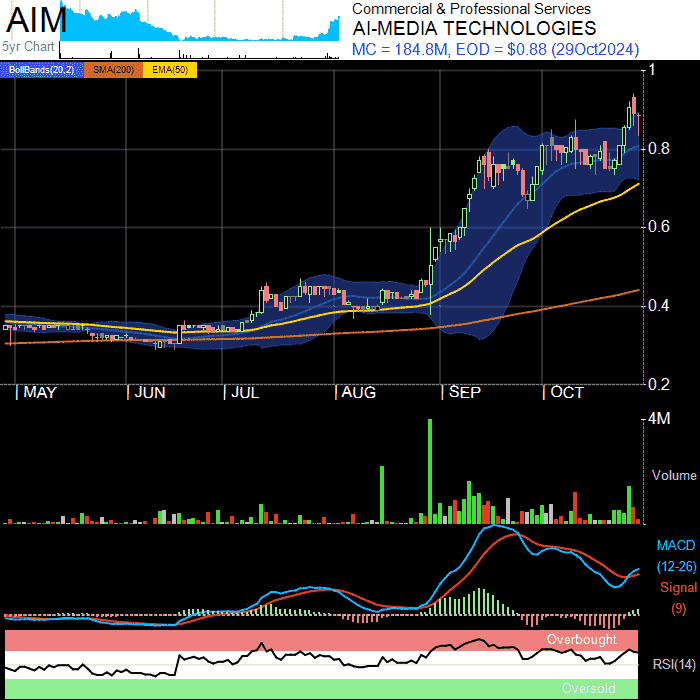 AIM
5yr Chart
Commercial & Professional Services
AI-MEDIA TECHNOLOGIES
MC = 184.8M, EOD = $0.88 (29Oct2024)
BollBands(20,2) SMA(200) EMA(50)
1
0.8
0.6
0.4
0.2
| MAY | JUN | JUL | AUG | SEP | OCT
4M
Volume
MACD
(12-26)
Signal
(9)
Overbought
RSI(14)
Oversold